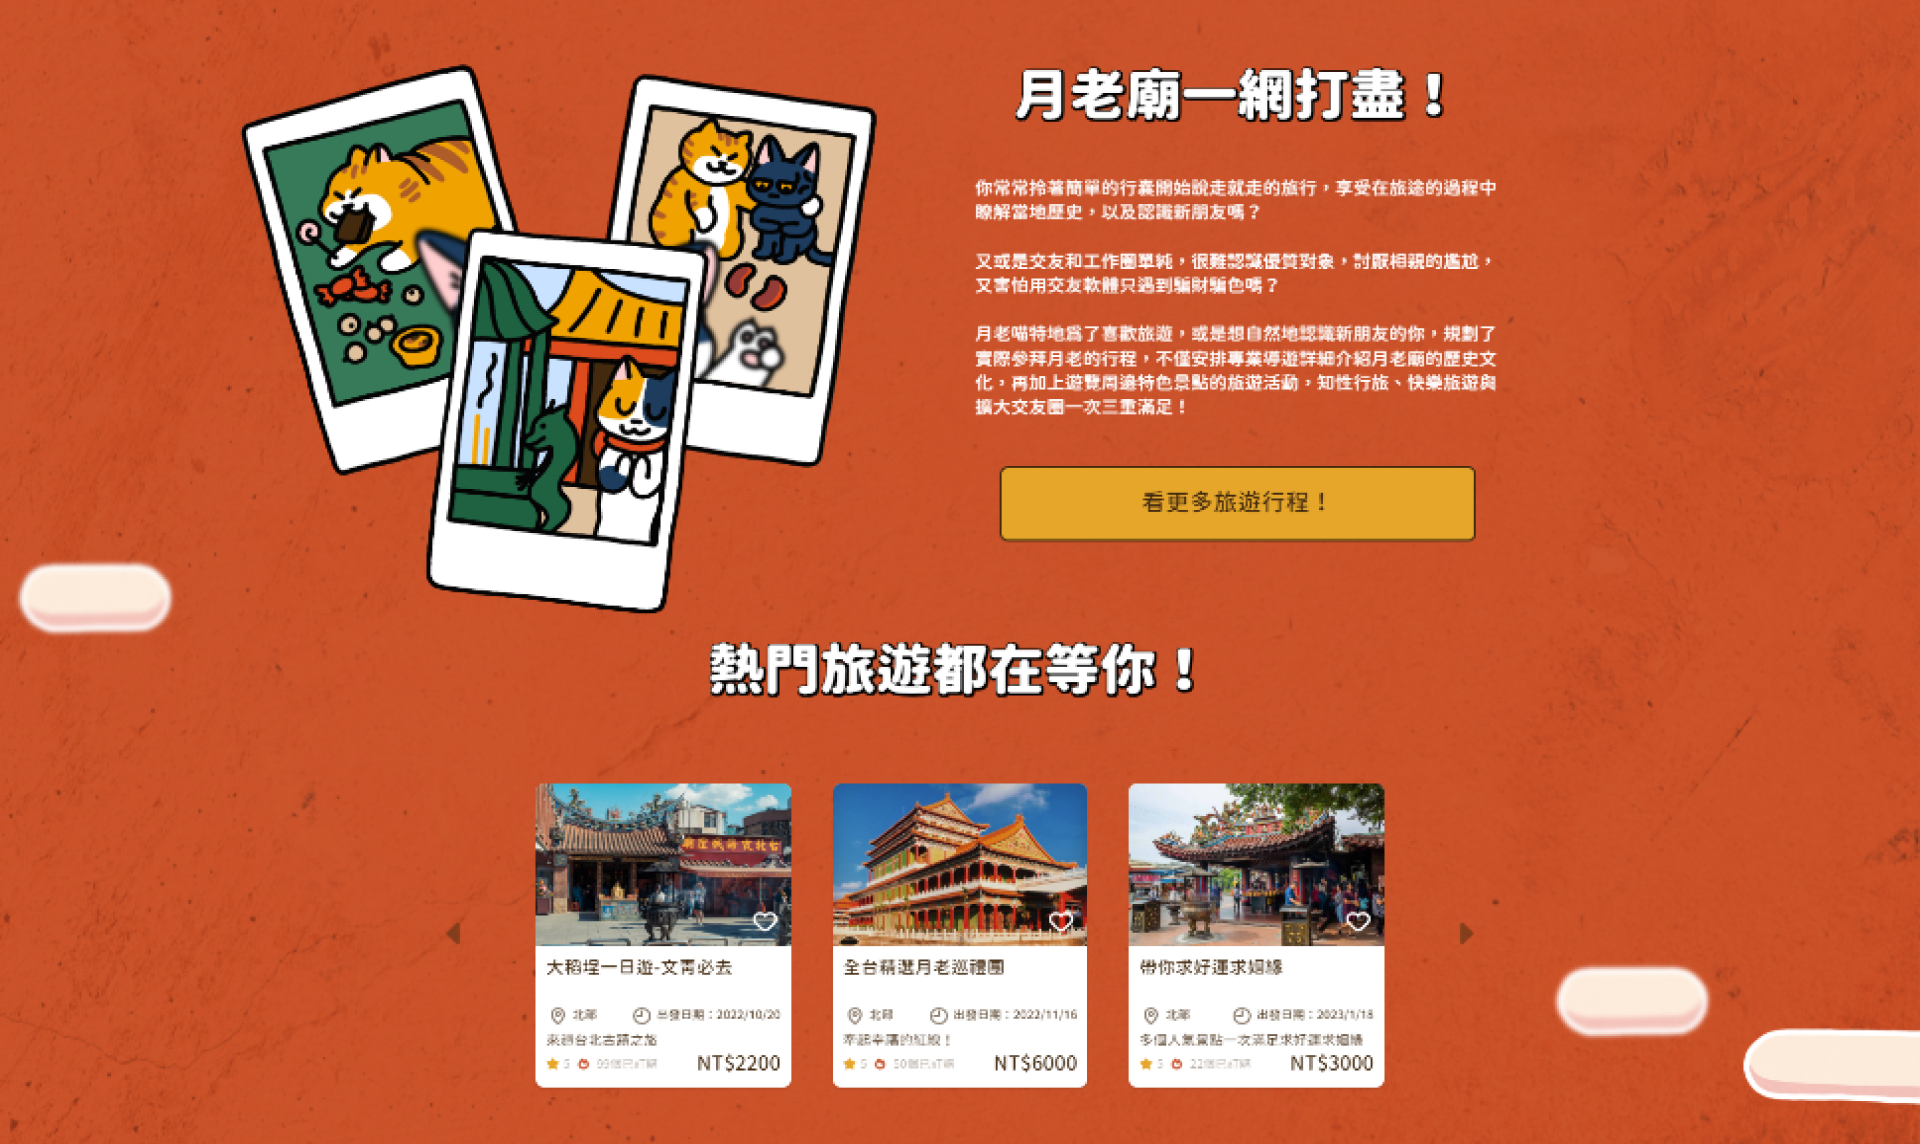 月老廟一網打盡！
你常常拎著簡單的行囊開始說走就走的旅行，享受在旅途的過程中
瞭解當地歷史，以及認識新朋友嗎？
又或是交友和工作圈單純，很難認識優質對象，討厭相親的尷尬，
又害怕用交友軟體只遇到騙財騙色嗎？
月老喵特地為了喜歡旅遊，或是想自然地認識新朋友的你，規劃了
實際參拜月老的行程，不僅安排專業導遊詳細介紹月老廟的歷史文
化，再加上遊覽周邊特色景點的旅遊活動，知性行旅、快樂旅遊與
擴大交友圈一次三重滿足！
看更多旅遊行程！
熱門旅遊都在等你！
大稻埕一日遊-文青必去
北部 出發日期：2022/10/20
來趟台北古蹟之旅
5 99個已訂購 NT$2200
全台精選月老巡禮團
北部 出發日期：2022/11/16
牽起幸福的紅線！
5 50個已訂購 NT$6000
帶你求好運求姻緣
北部 出發日期：2023/1/18
多個人氣景點一次滿足求好運求姻緣
5 22個已訂購 NT$3000